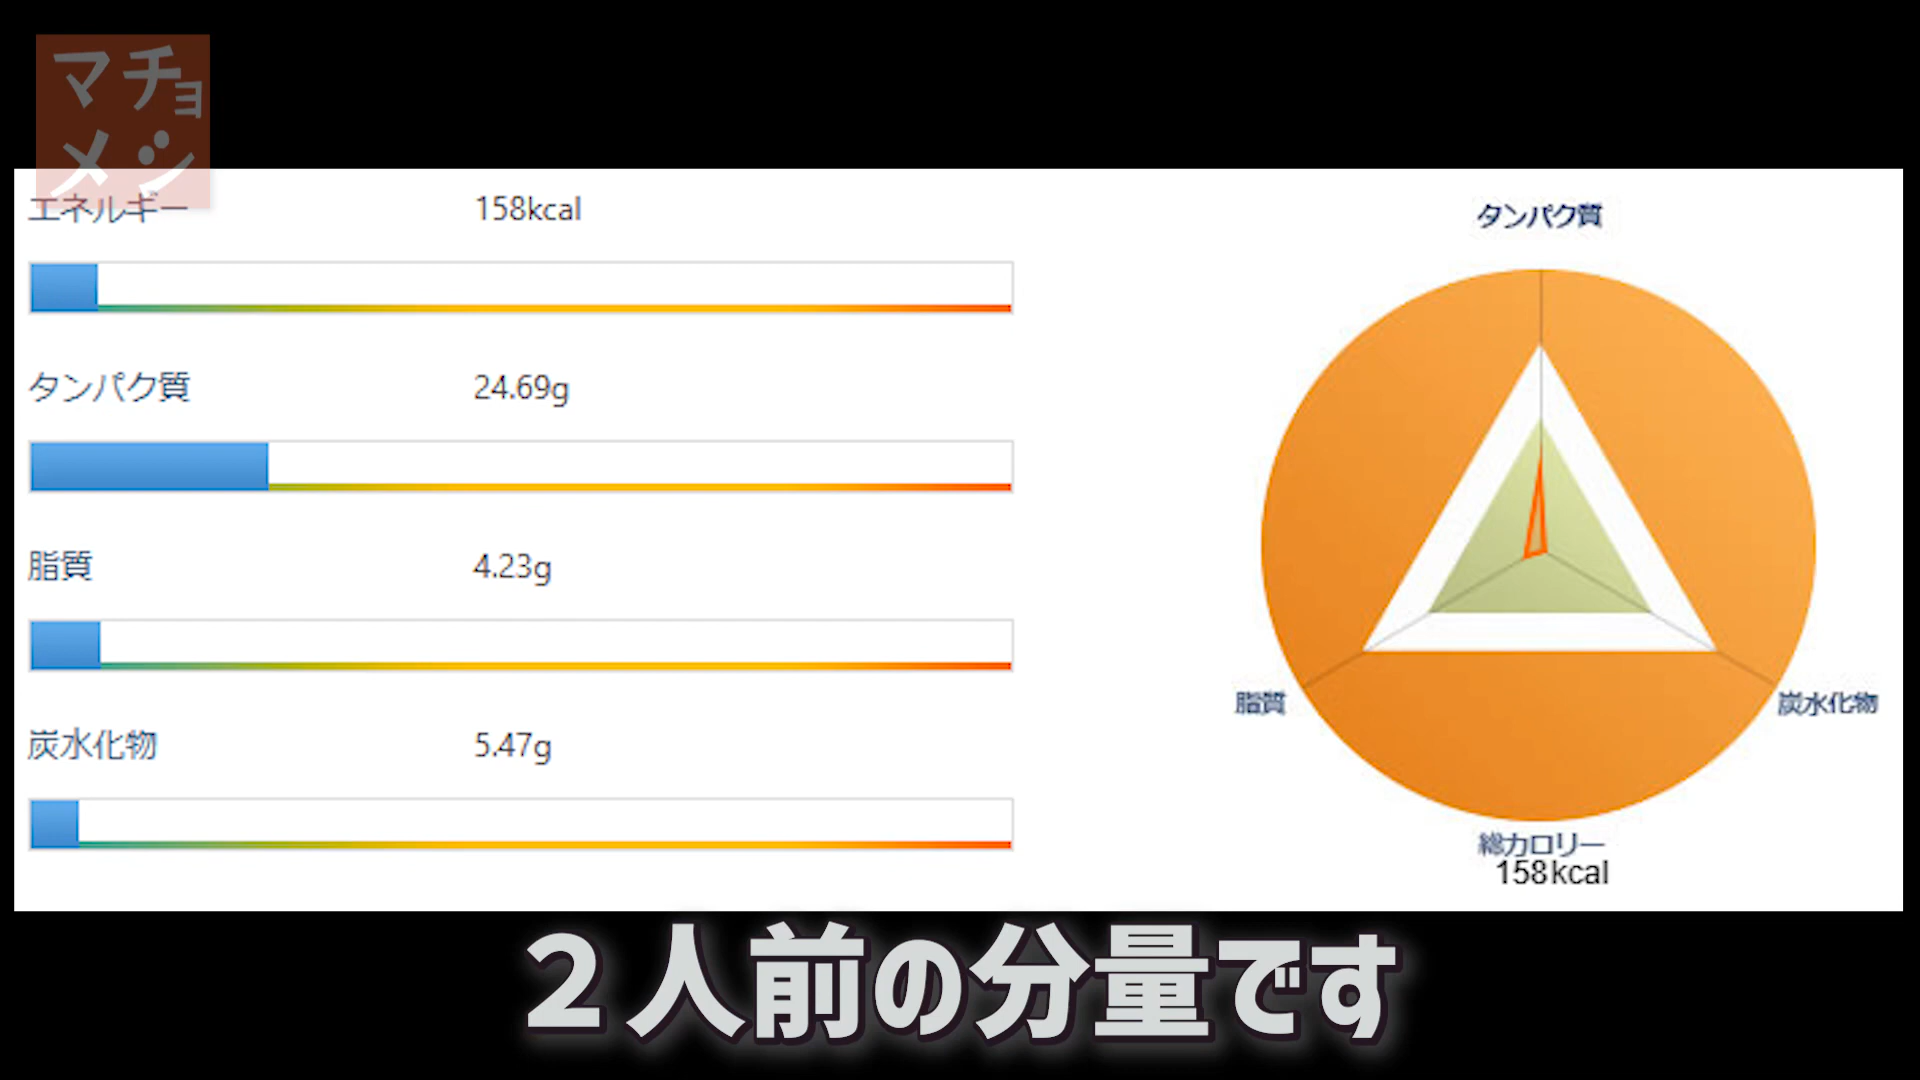 マチョ
メシ
エネルギー 158kcal
タンパク質 24.69g
脂質 4.23g
炭水化物 5.47g
タンパク質
脂質
炭水化物
総カロリー
158kcal
２人前の分量です